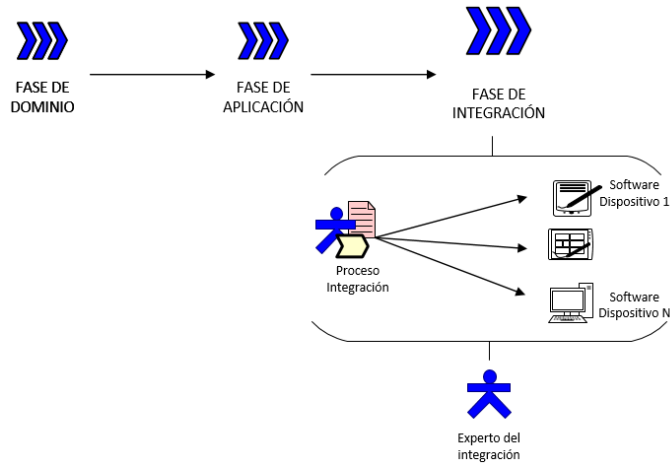 FASE DE
DOMINIO
FASE DE
APLICACIÓN
FASE DE
INTEGRACIÓN
Software
Dispositivo 1
Proceso
Integración
Software
Dispositivo N
Experto del
integración